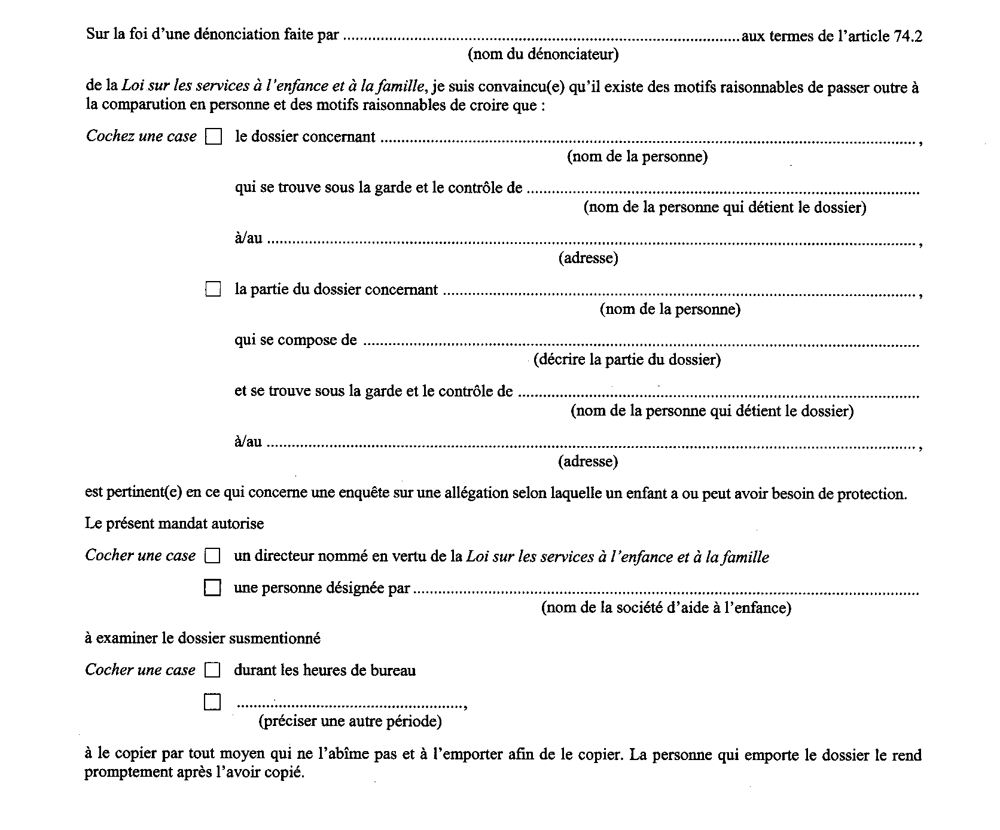 Sur la foi d’une dénonciation faite par ........................................................................ aux termes de l’article 74.2
(nom du dénonciateur)
de la Loi sur les services à l’enfance et à la famille, je suis convaincu(e) qu’il existe des motifs raisonnables de passer outre à
la comparution en personne et des motifs raisonnables de croire que :
Cochez une case ☐ le dossier concernant ........................................................................ ,
(nom de la personne)
qui se trouve sous la garde et le contrôle de ........................................................................
(nom de la personne qui détient le dossier)
à/au ........................................................................ ,
(adresse)
☐ la partie du dossier concernant ........................................................................ ,
(nom de la personne)
qui se compose de ........................................................................
(décrire la partie du dossier)
et se trouve sous la garde et le contrôle de ........................................................................
(nom de la personne qui détient le dossier)
à/au ........................................................................ ,
(adresse)
est pertinent(e) en ce qui concerne une enquête sur une allégation selon laquelle un enfant a ou peut avoir besoin de protection.
Le présent mandat autorise
Cocher une case ☐ un directeur nommé en vertu de la Loi sur les services à l’enfance et à la famille
☐ une personne désignée par ........................................................................
(nom de la société d’aide à l’enfance)
à examiner le dossier susmentionné
Cocher une case ☐ durant les heures de bureau
☐ ......................................................,
(préciser une autre période)
à le copier par tout moyen qui ne l’abîme pas et à l’emporter afin de le copier. La personne qui emporte le dossier le rend
promptement après l’avoir copié.